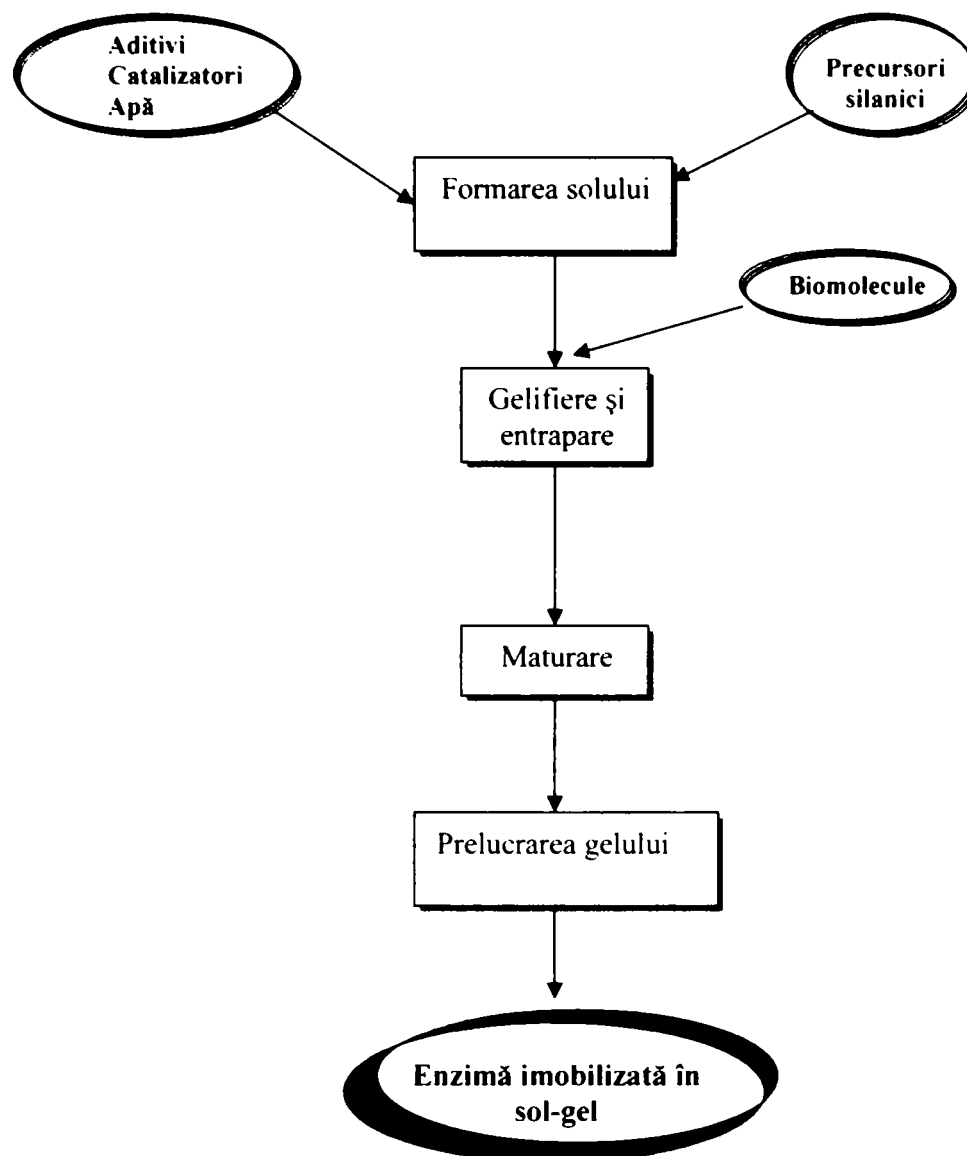 Aditivi
Catalizatori
Apă
Precursori
silanici
Formarea solului
Biomolecule
Gelifiere şi
entrapare
Maturare
Prelucrarea gelului
Enzimă imobilizată în
sol-gel